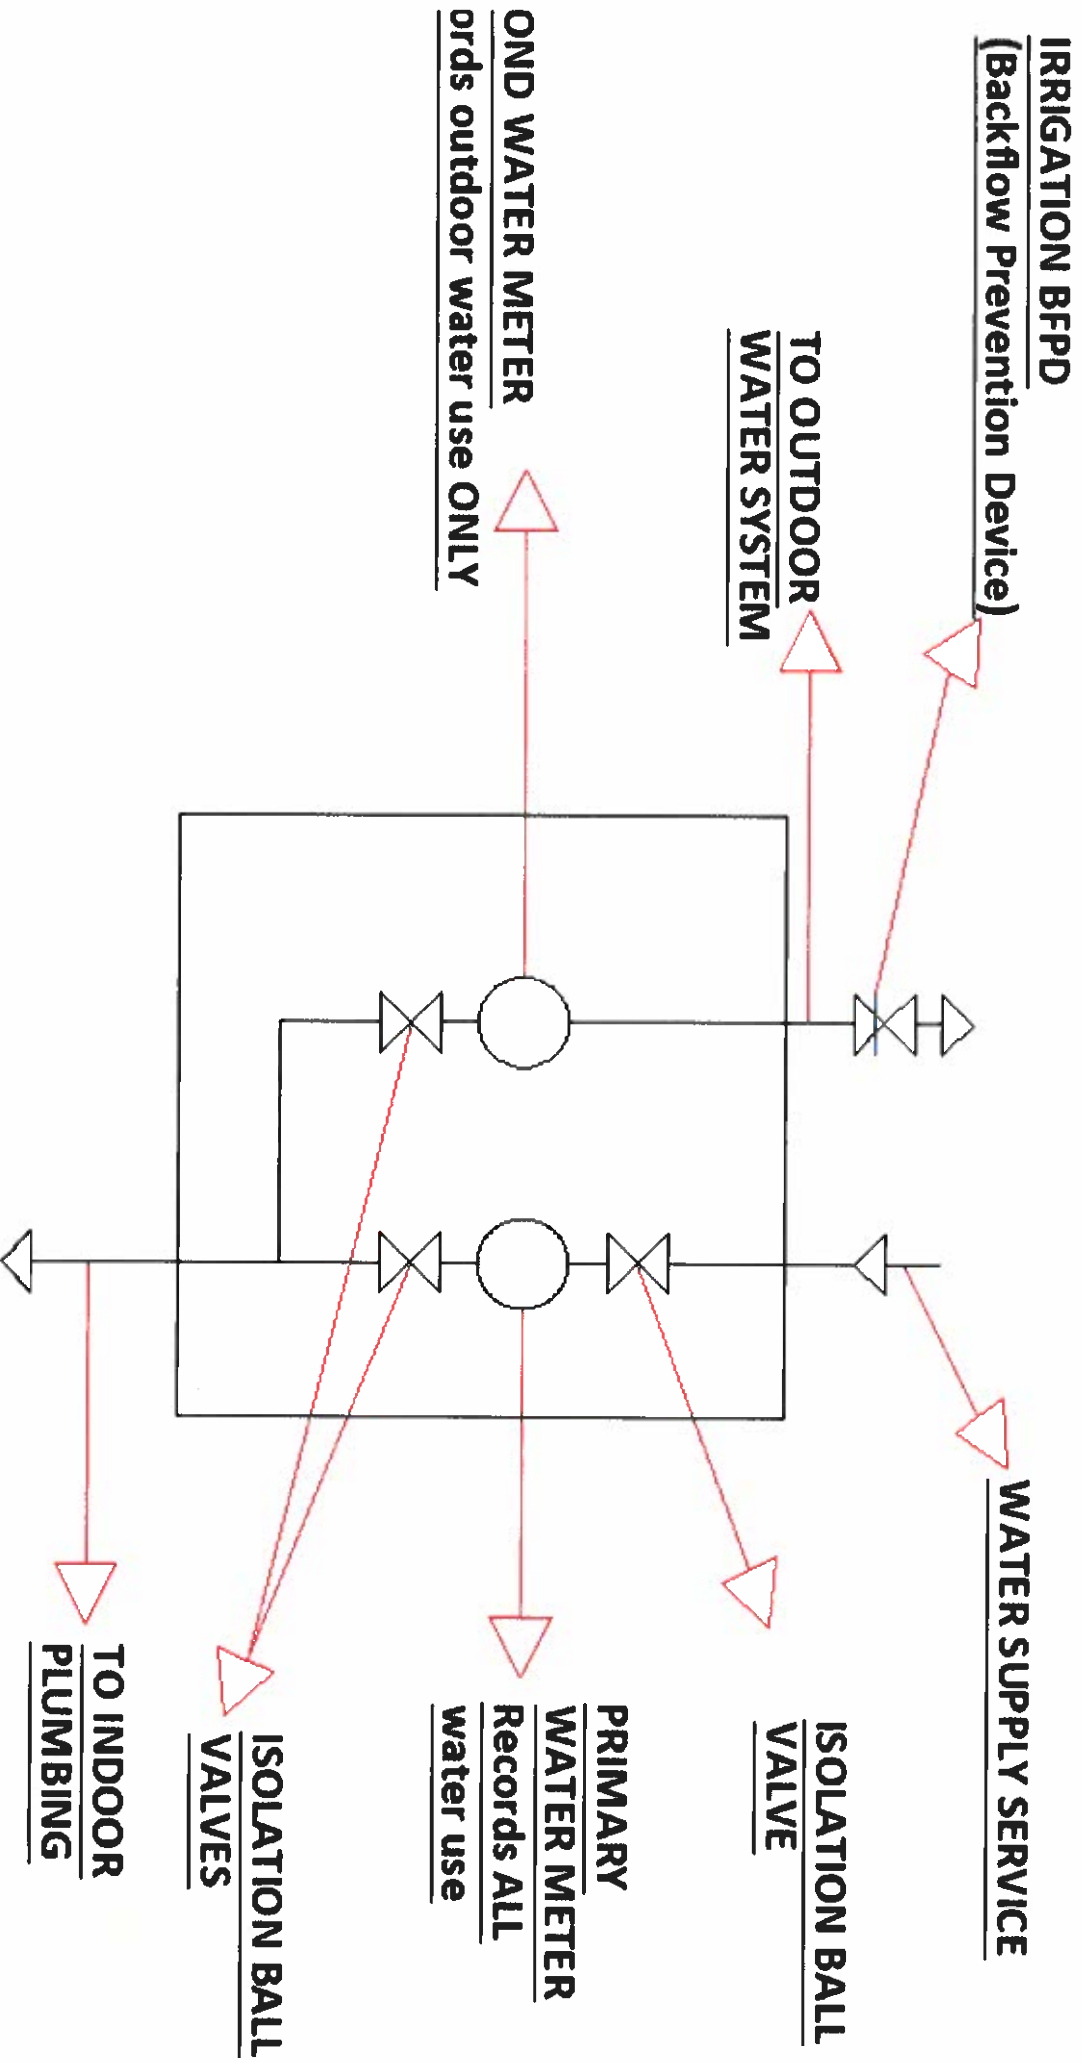 IRRIGATION BFPD
(Backflow Prevention Device)
TO OUTDOOR
WATER SYSTEM
OND WATER METER
ords outdoor water use ONLY
WATER SUPPLY SERVICE
ISOLATION BALL
VALVE
PRIMARY
WATER METER
Records ALL
water use
ISOLATION BALL
VALVES
TO INDOOR
PLUMBING